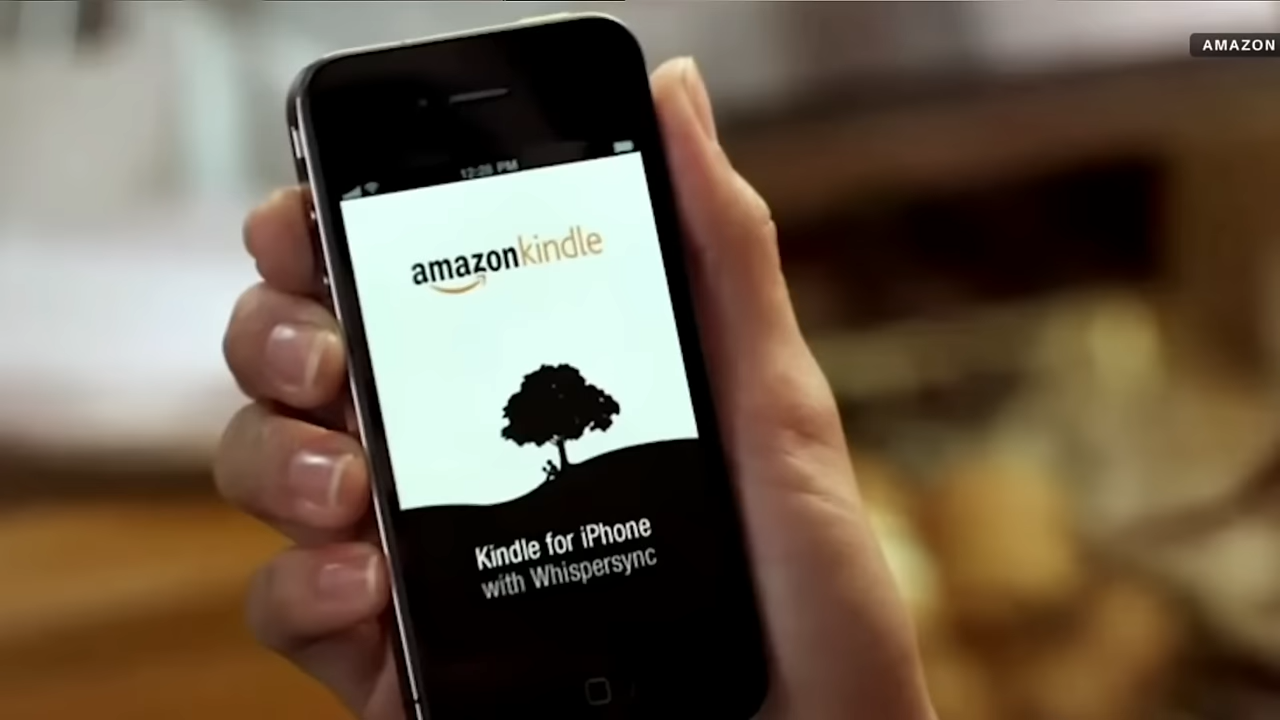 AMAZON
12:28 PM
amazonkindle
Kindle for iPhone
with Whispersync